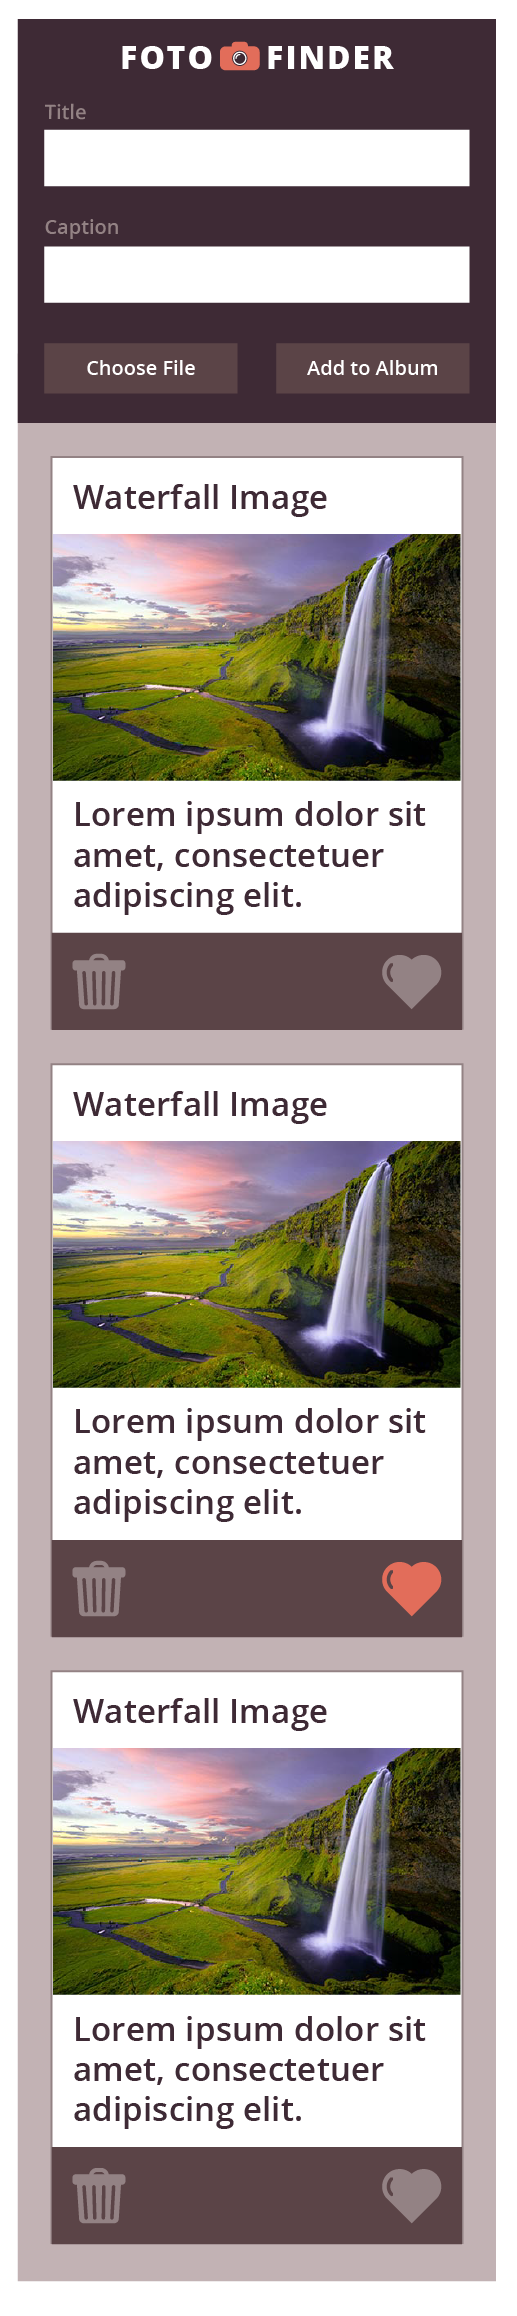 FOTO FINDER
Title
Caption
Choose File
Add to Album
Waterfall Image
Lorem ipsum dolor sit
amet, consectetuer
adipiscing elit.
Waterfall Image
Lorem ipsum dolor sit
amet, consectetuer
adipiscing elit.
Waterfall Image
Lorem ipsum dolor sit
amet, consectetuer
adipiscing elit.